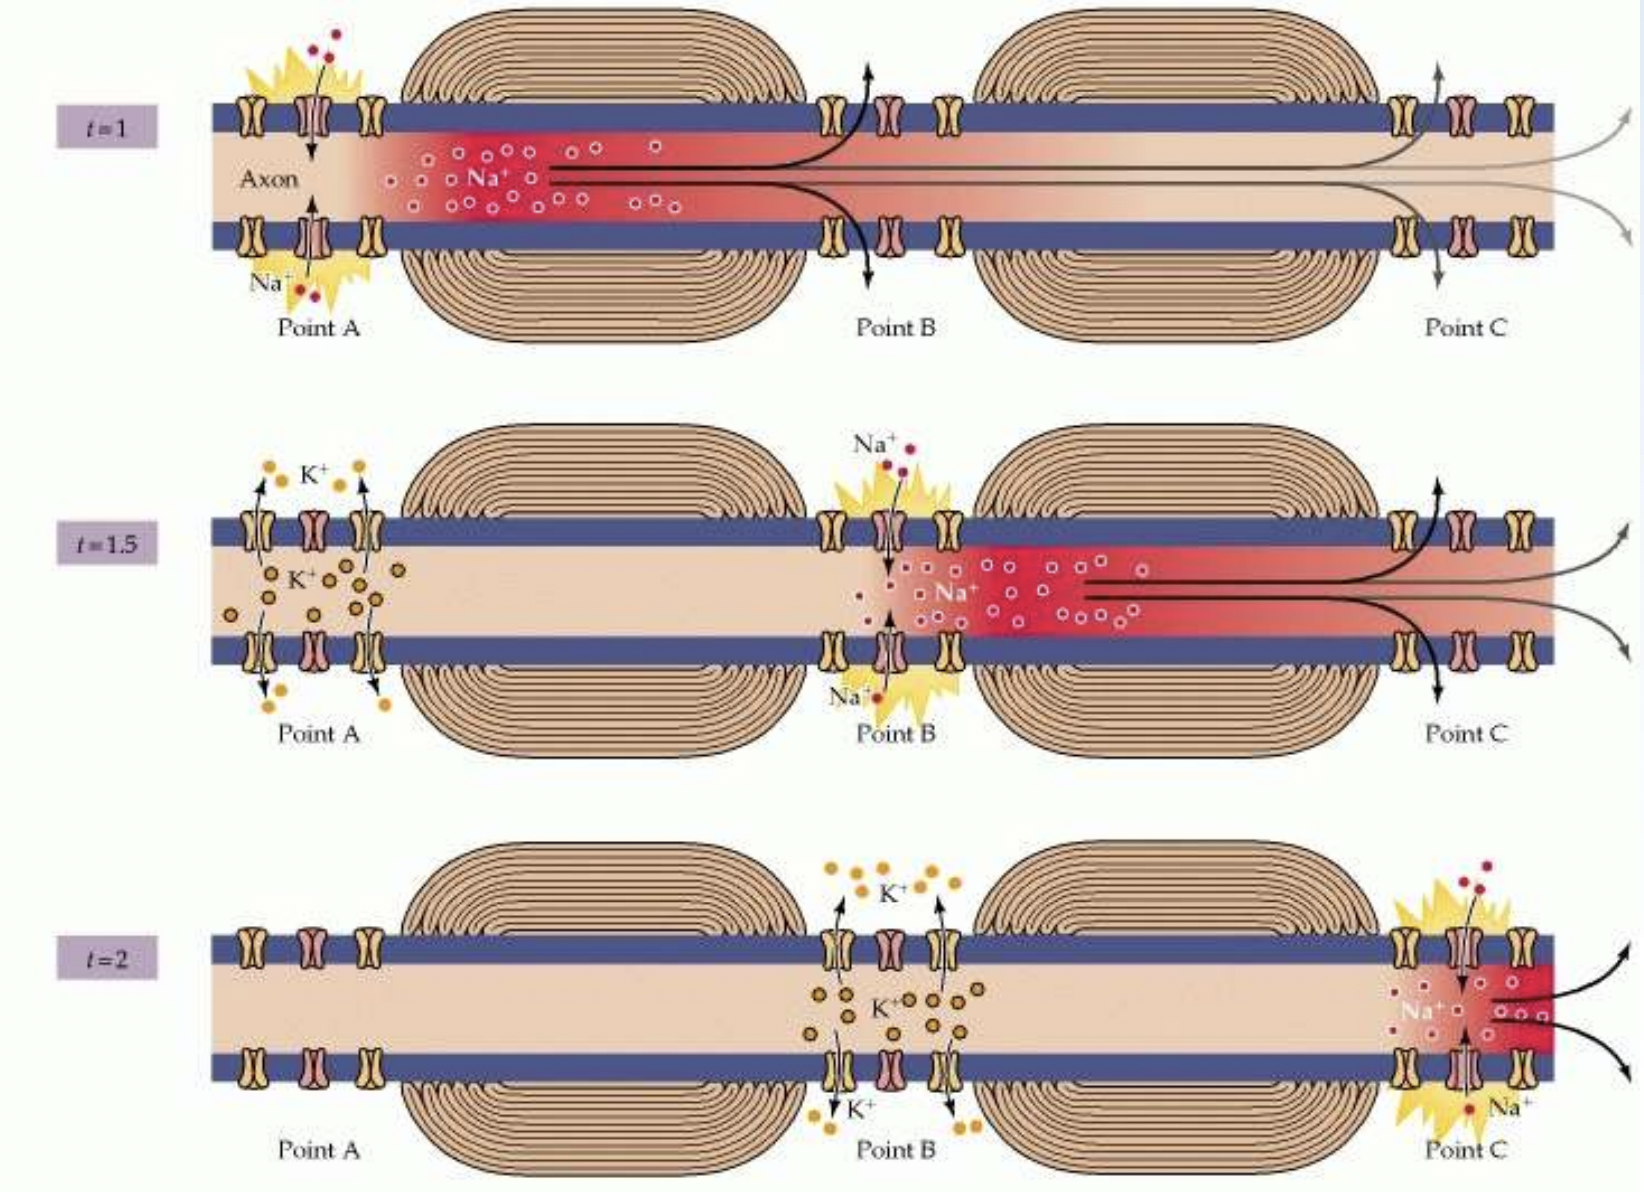 t=1
Axon
Na⁺
Na⁺
Point A
Point B
Point C
Na⁺
K⁺
t=1.5
K⁺
Na⁺
Na⁺
Point A
Point B
Point C
K⁺
t=2
K⁺
Na⁺
K⁺
Na⁺
Point A
Point B
Point C